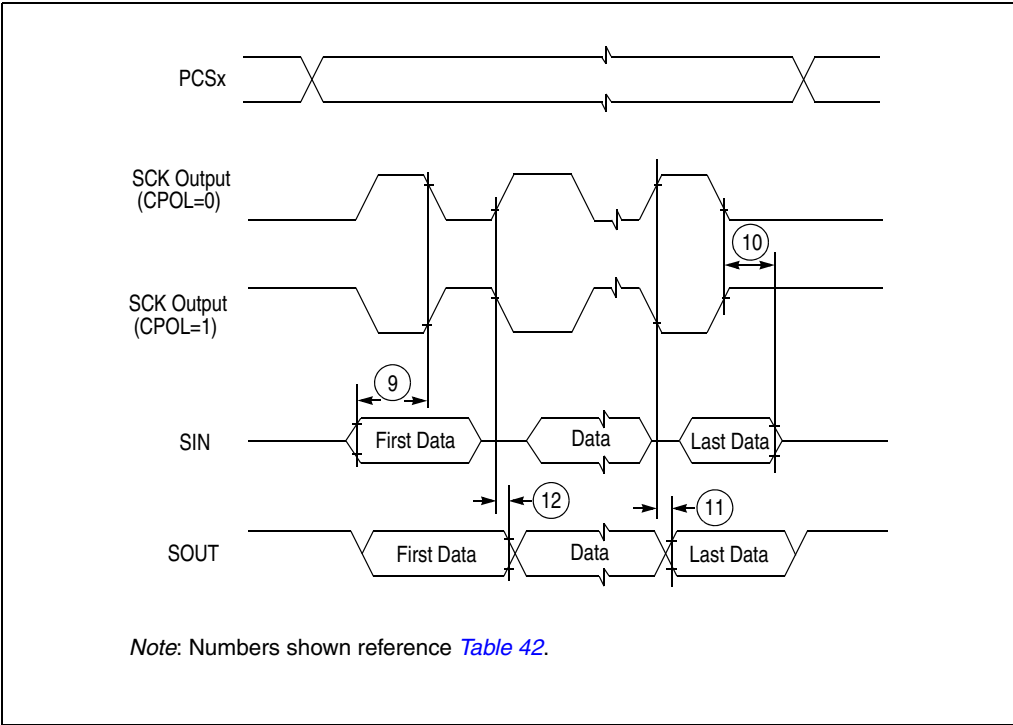 PCSx
SCK Output
(CPOL=0)
10
SCK Output
(CPOL=1)
9
SIN
First Data
Data
Last Data
12
11
SOUT
First Data
Data
Last Data
Note: Numbers shown reference Table 42.